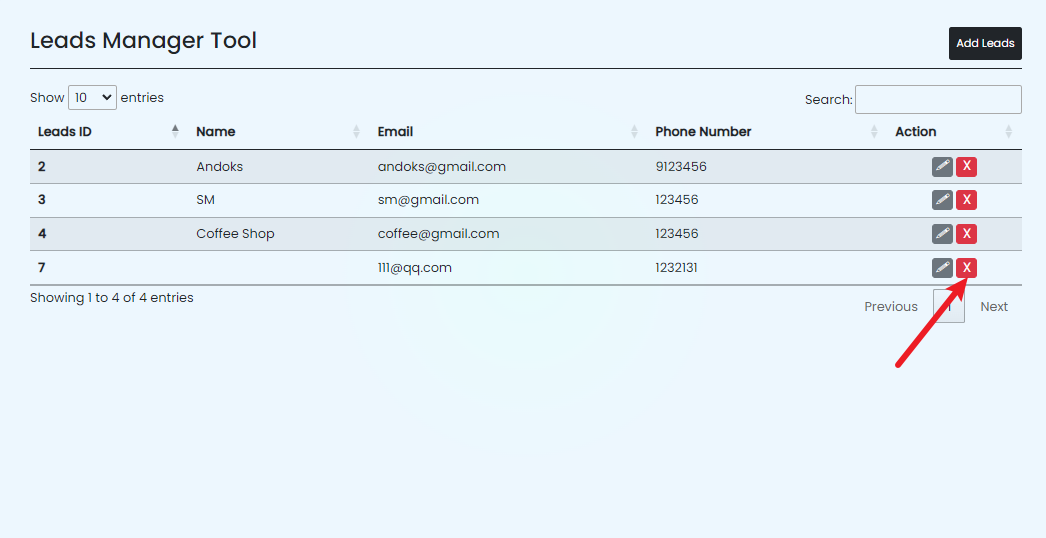 Leads Manager Tool
Add Leads
Show 10 entries
Search:
Leads ID Name Email Phone Number Action
2 Andoks andoks@gmail.com 9123456 X
3 SM sm@gmail.com 123456 X
4 Coffee Shop coffee@gmail.com 123456 X
7 111@qq.com 1232131 X
Showing 1 to 4 of 4 entries
Previous 1 Next